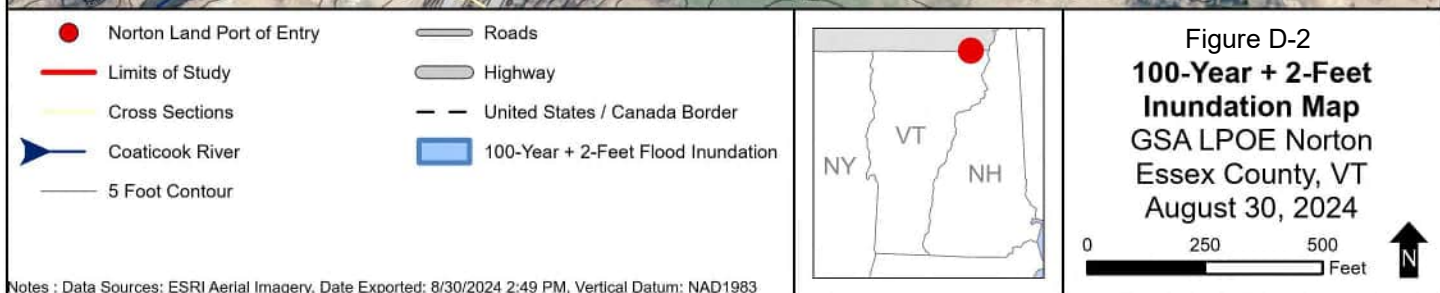 Norton Land Port of Entry
Limits of Study
Cross Sections
Coaticook River
5 Foot Contour
Roads
Highway
United States / Canada Border
100-Year + 2-Feet Flood Inundation
Notes : Data Sources: ESRI Aerial Imagery, Date Exported: 8/30/2024 2:49 PM, Vertical Datum: NAD1983
NY
VT
NH
Figure D-2
100-Year + 2-Feet
Inundation Map
GSA LPOE Norton
Essex County, VT
August 30, 2024
0 250 500
Feet
N